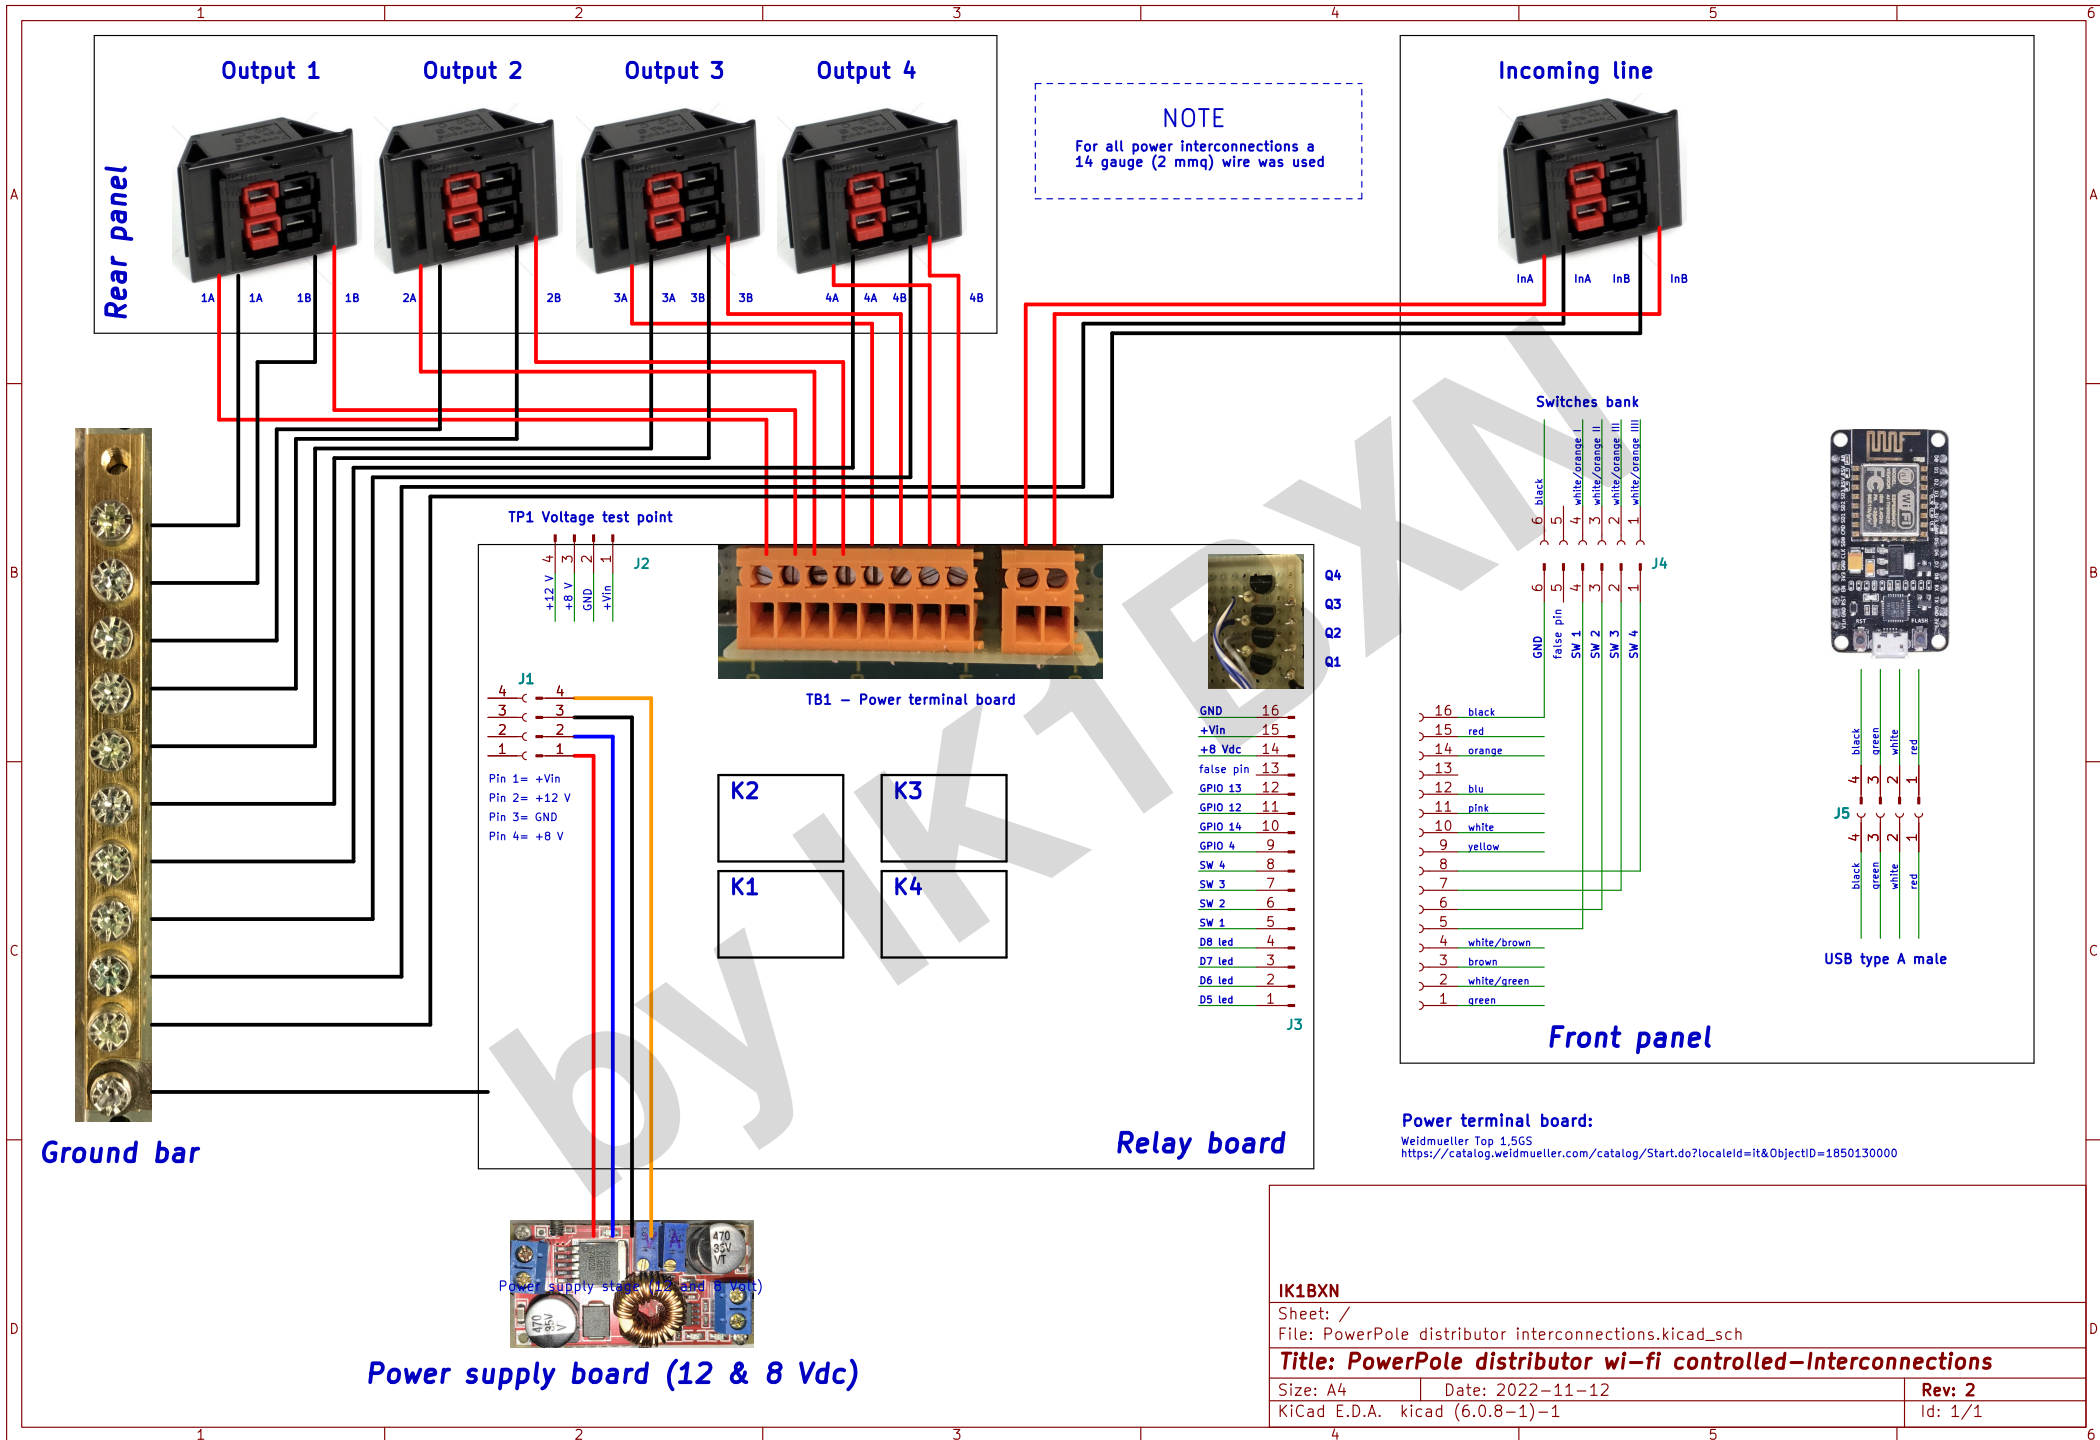 1 2 3 4 5 6
Output 1 Output 2 Output 3 Output 4
Rear panel
1A 1A 1B 1B 2A 2B 3A 3A 3B 3B 4A 4A 4B 4B
NOTE
For all power interconnections a
14 gauge (2 mmq) wire was used
Incoming line
InA InA InB InB
A A
B B
C C
D D
Ground bar
TP1 Voltage test point
4 3 2 1
J2
+12 V
+8 V
GND
+Vin
J1
4 4
3 3
2 2
1 1
Pin 1= +Vin
Pin 2= +12 V
Pin 3= GND
Pin 4= +8 V
TB1 - Power terminal board
K2 K3
K1 K4
Q4
Q3
Q2
Q1
GND 16
+Vin 15
+8 Vdc 14
false pin 13
GPIO 13 12
GPIO 12 11
GPIO 14 10
GPIO 4 9
SW 4 8
SW 3 7
SW 2 6
SW 1 5
D8 led 4
D7 led 3
D6 led 2
D5 led 1
J3
Relay board
by IK1BXN
Switches bank
black
white/orange I
white/orange II
white/orange III
white/orange IIII
6 5 4 3 2 1
J4
6 5 4 3 2 1
GND
false pin
SW 1
SW 2
SW 3
SW 4
16 black
15 red
14 orange
13
12 blu
11 pink
10 white
9 yellow
8
7
6
5
4 white/brown
3 brown
2 white/green
1 green
Front panel
WiFi
RST FLASH
black green white red
4 3 2 1
J5
4 3 2 1
black green white red
USB type A male
Power terminal board:
Weidmueller Top 1,5GS
https://catalog.weidmueller.com/catalog/Start.do?localeId=it&ObjectID=1850130000
470
35V
VT
Power supply stage (12 and 8 Volt)
470
35V
Power supply board (12 & 8 Vdc)
IK1BXN
Sheet: /
File: PowerPole distributor interconnections.kicad_sch
Title: PowerPole distributor wi-fi controlled-Interconnections
Size: A4 Date: 2022-11-12 Rev: 2
KiCad E.D.A. kicad (6.0.8-1)-1 Id: 1/1
1 2 3 4 5 6